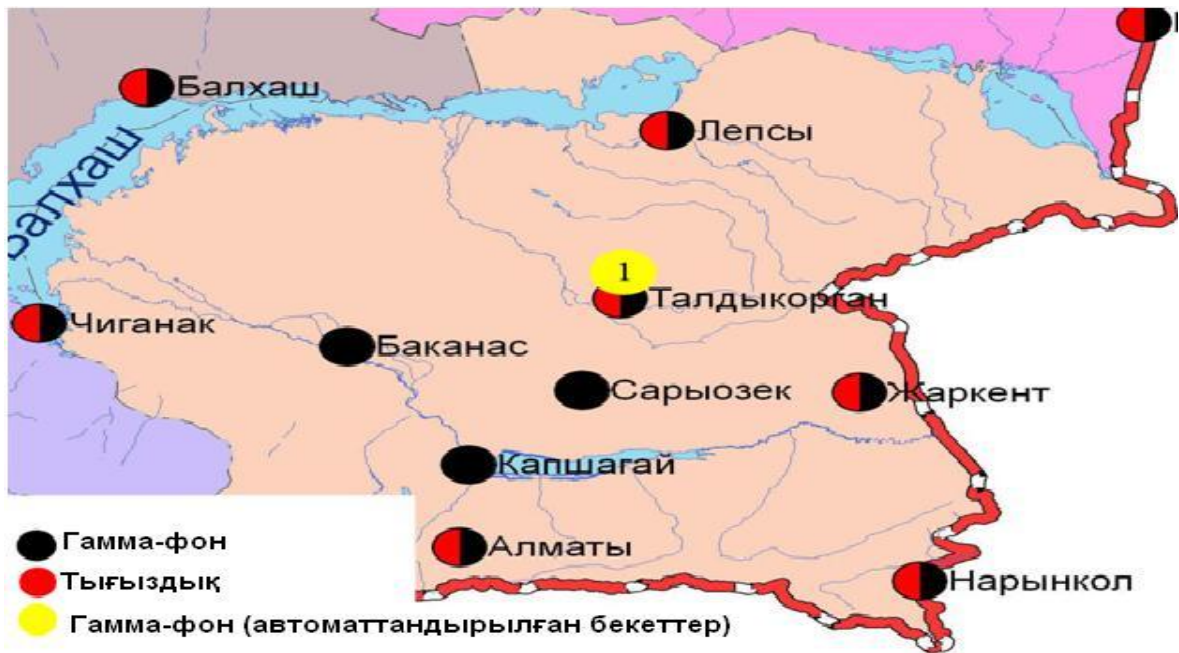 Балхаш
Лепсы
Балхаш
1
Талдыкорган
Чиганак
Баканас
Сарыозек
Жаркент
Капшагай
Алматы
Нарынкол
Гамма-фон
Тығыздық
Гамма-фон (автоматтандырылған бекеттер)